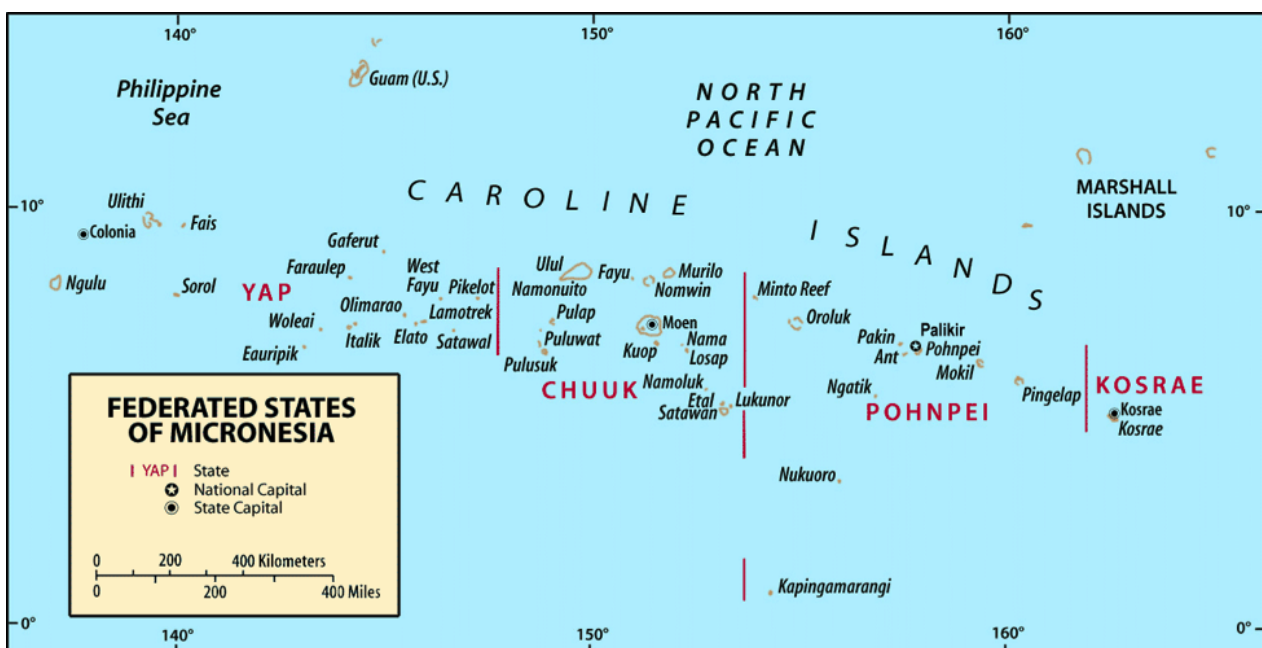 140°
150°
160°
Guam (U.S.)
Philippine
Sea
NORTH
PACIFIC
OCEAN
MARSHALL
ISLANDS
CAROLINE
ISLANDS
10°
10°
Ulithi
Colonia
Fais
Ngulu
Sorol
YAP
Gaferut
Faraulep
West
Fayu
Pikelot
Olimarao
Lamotrek
Woleai
Italik
Elato
Satawal
Eauripik
Ulul
Namonuito
Fayu
Murilo
Nomwin
Pulap
Moen
Puluwat
Kuop
Nama
Losap
Pulusuk
CHUUK
Namoluk
Etal
Satawan
Lukunor
Minto Reef
Oroluk
Pakin
Palikir
Ant
Pohnpei
Mokil
Ngatik
Pingelap
POHNPEI
KOSRAE
Kosrae
Kosrae
Nukuoro
Kapingamarangi
FEDERATED STATES
OF MICRONESIA
YAP State
National Capital
State Capital
0 200 400 Kilometers
0 200 400 Miles
0°
0°
140°
150°
160°